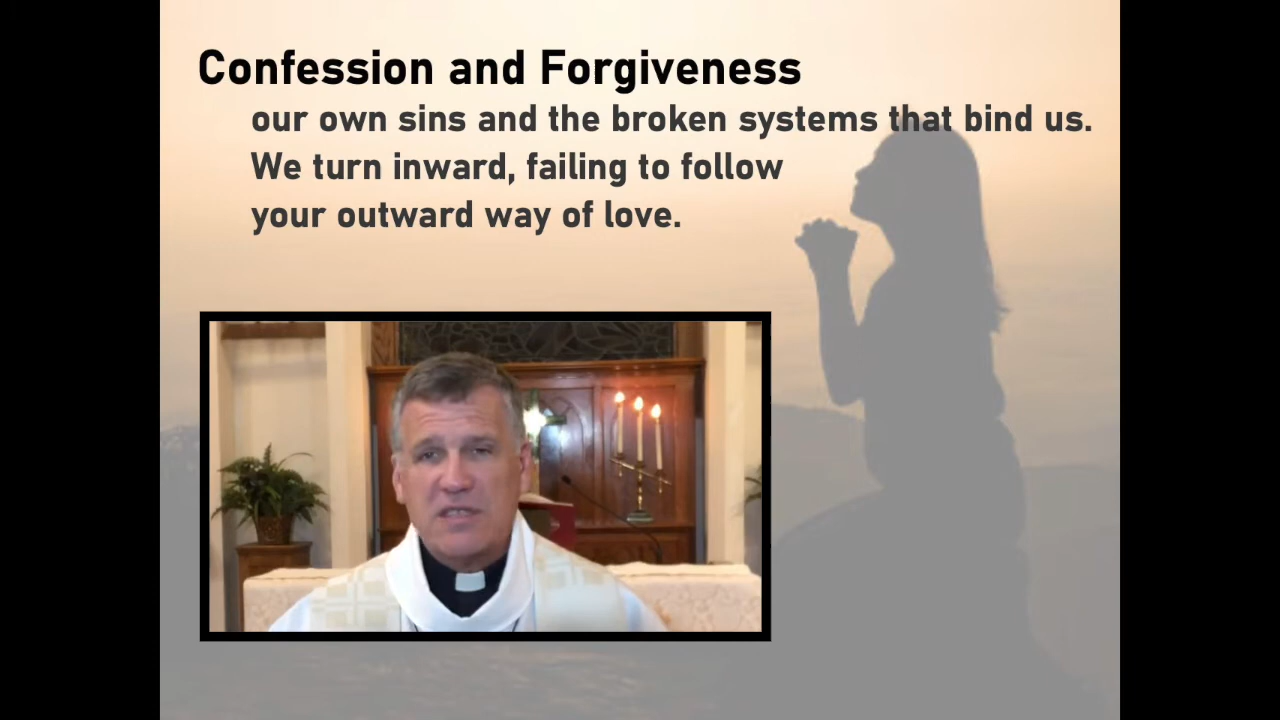 Confession and Forgiveness
our own sins and the broken systems that bind us.
We turn inward, failing to follow
your outward way of love.